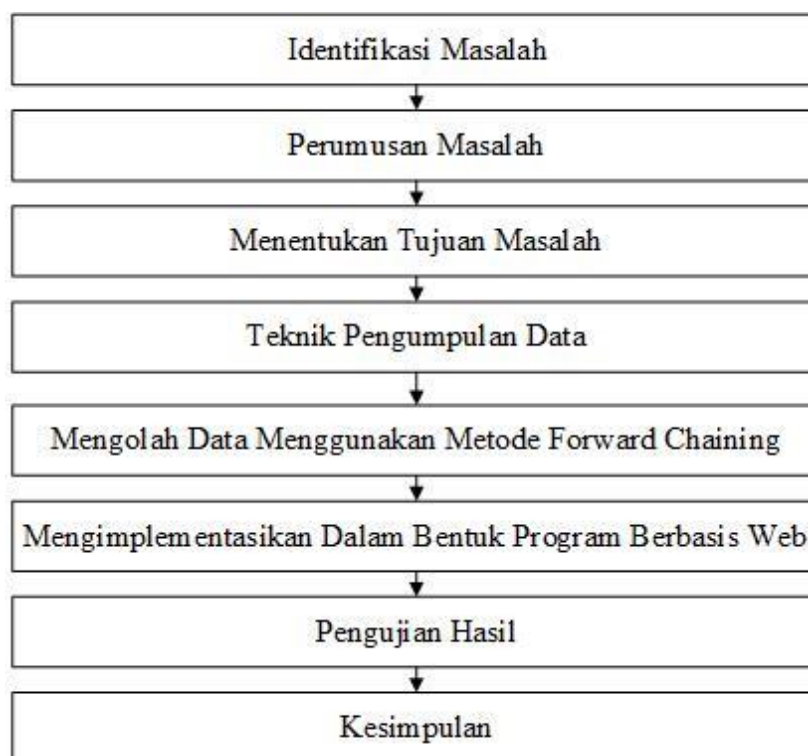 Identifikasi Masalah
Perumusan Masalah
Menentukan Tujuan Masalah
Teknik Pengumpulan Data
Mengolah Data Menggunakan Metode Forward Chaining
Mengimplementasikan Dalam Bentuk Program Berbasis Web
Pengujian Hasil
Kesimpulan